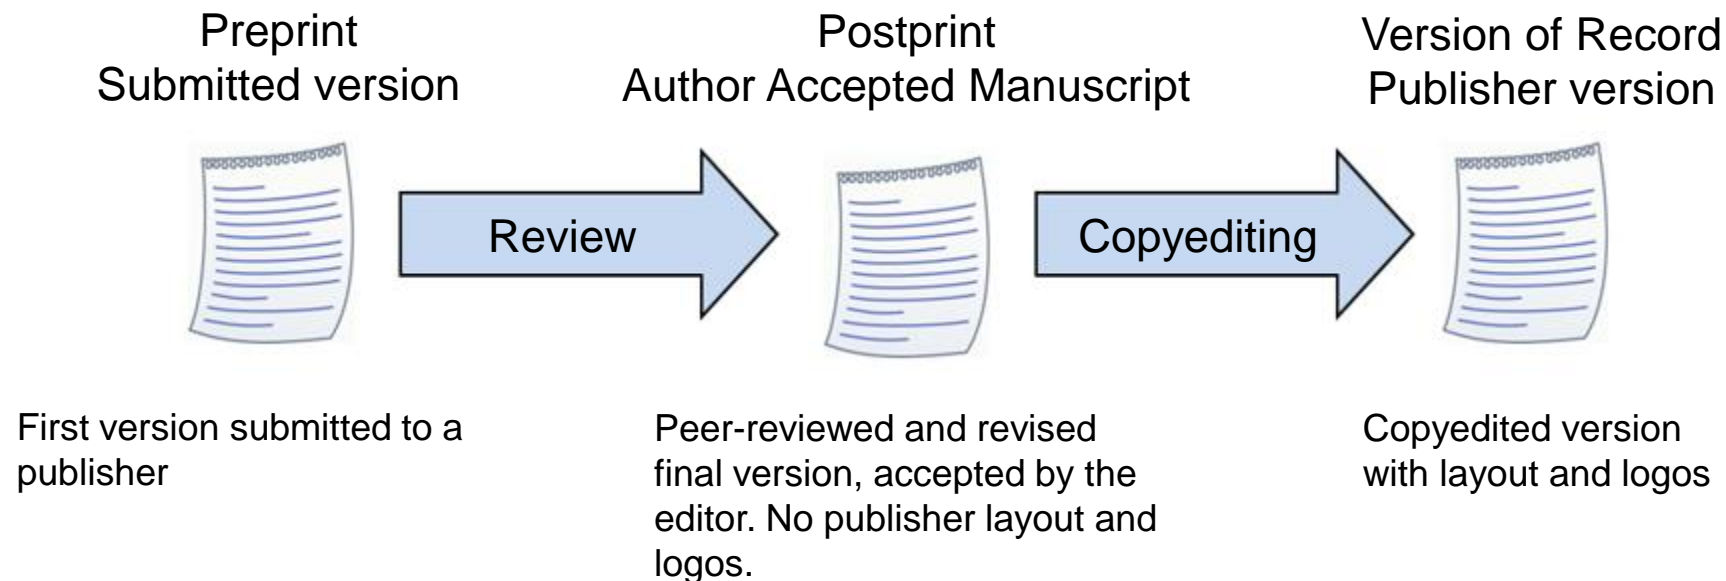 Preprint
Submitted version
Postprint
Author Accepted Manuscript
Version of Record
Publisher version
Review
Copyediting
First version submitted to a
publisher
Peer-reviewed and revised
final version, accepted by the
editor. No publisher layout and
logos.
Copyedited version
with layout and logos